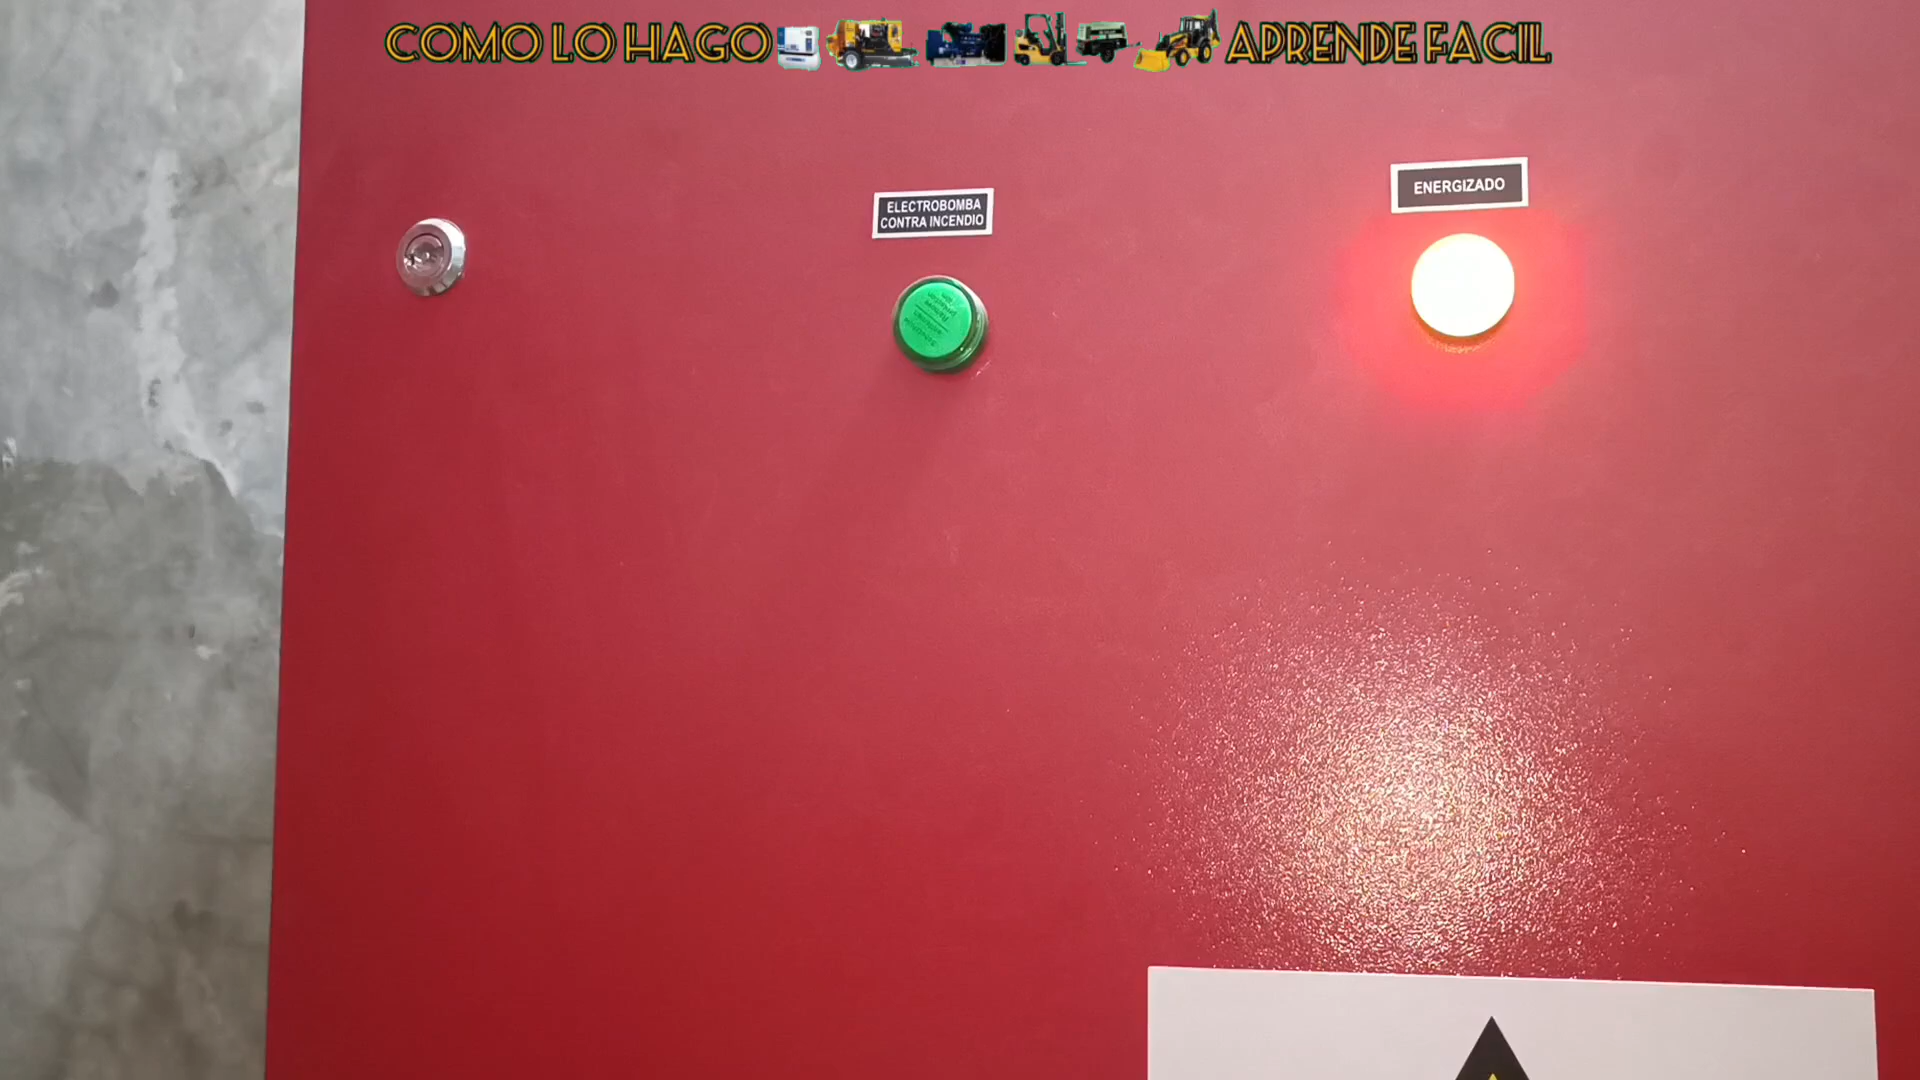 COMO LO HAGO APRENDE FACIL
ELECTROBOMBA
CONTRA INCENDIO
ENERGIZADO